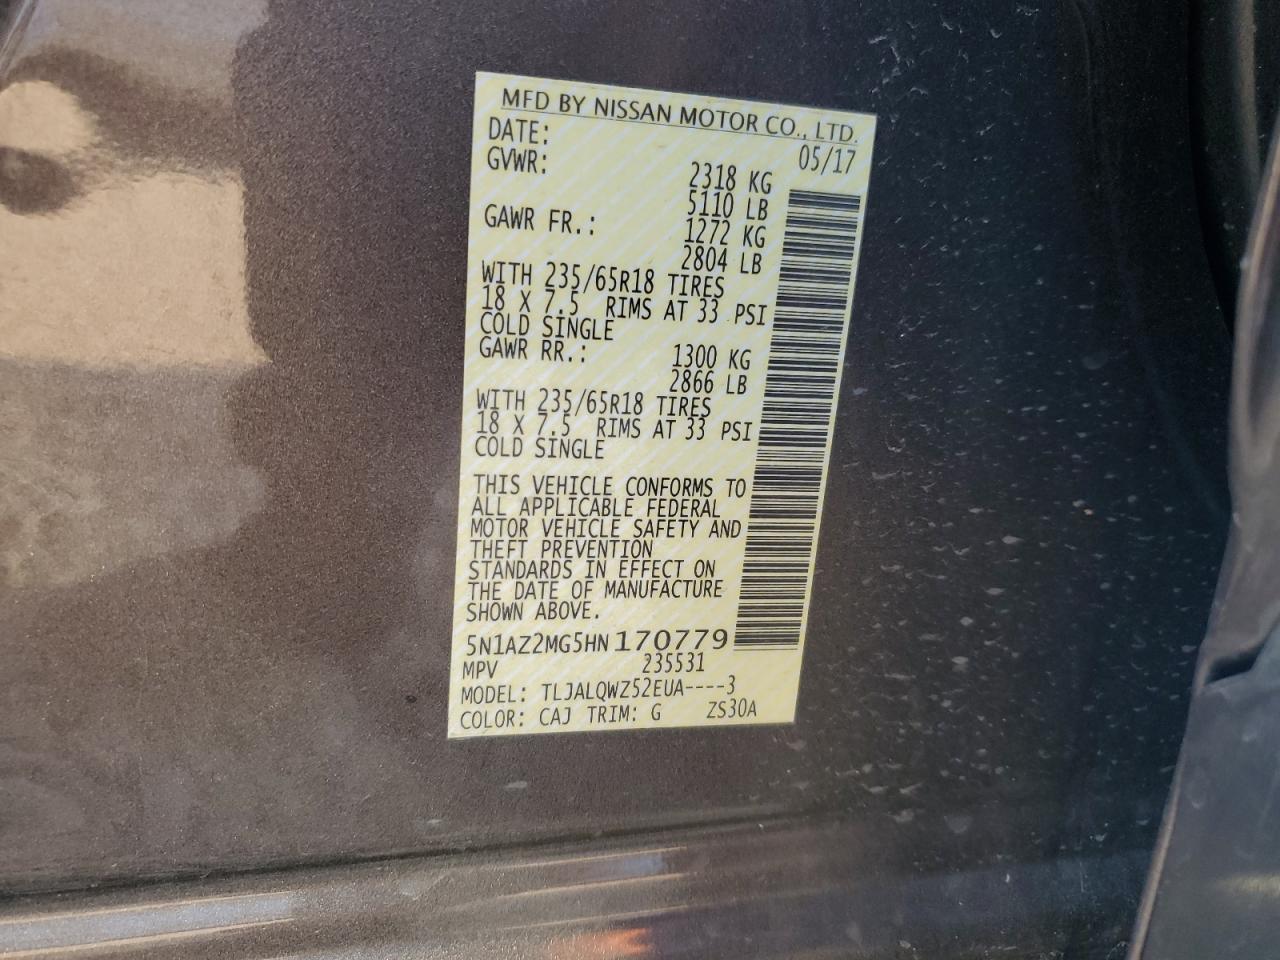 MFD BY NISSAN MOTOR CO., LTD.
DATE: 05/17
GVWR: 2318 KG
5110 LB
GAWR FR.: 1272 KG
2804 LB
WITH 235/65R18 TIRES
18 X 7.5 RIMS AT 33 PSI
COLD SINGLE
GAWR RR.: 1300 KG
2866 LB
WITH 235/65R18 TIRES
18 X 7.5 RIMS AT 33 PSI
COLD SINGLE
THIS VEHICLE CONFORMS TO
ALL APPLICABLE FEDERAL
MOTOR VEHICLE SAFETY AND
THEFT PREVENTION
STANDARDS IN EFFECT ON
THE DATE OF MANUFACTURE
SHOWN ABOVE.
5N1AZ2MG5HN 170779
MPV 235531
MODEL: TLJALQWZ52EUA----3
COLOR: CAJ TRIM: G ZS30A